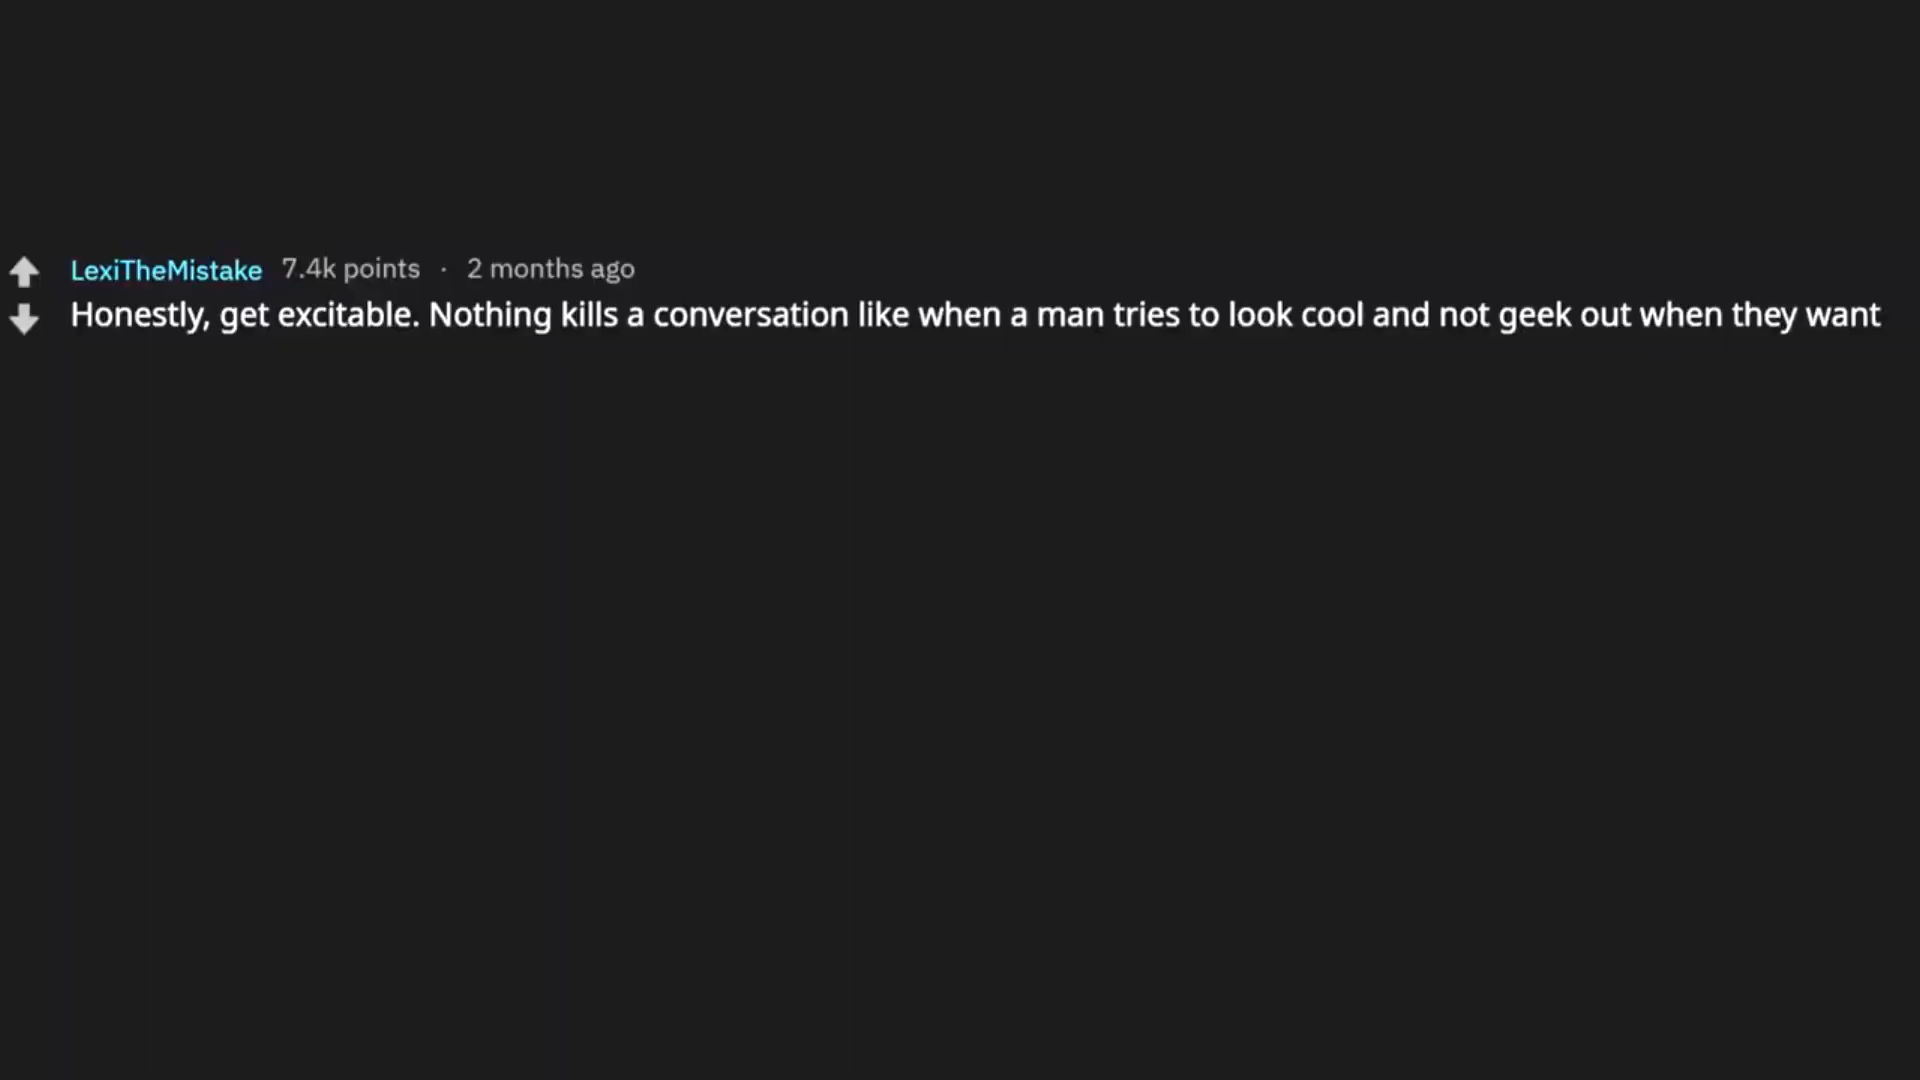 LexiTheMistake 7.4k points · 2 months ago
Honestly, get excitable. Nothing kills a conversation like when a man tries to look cool and not geek out when they want